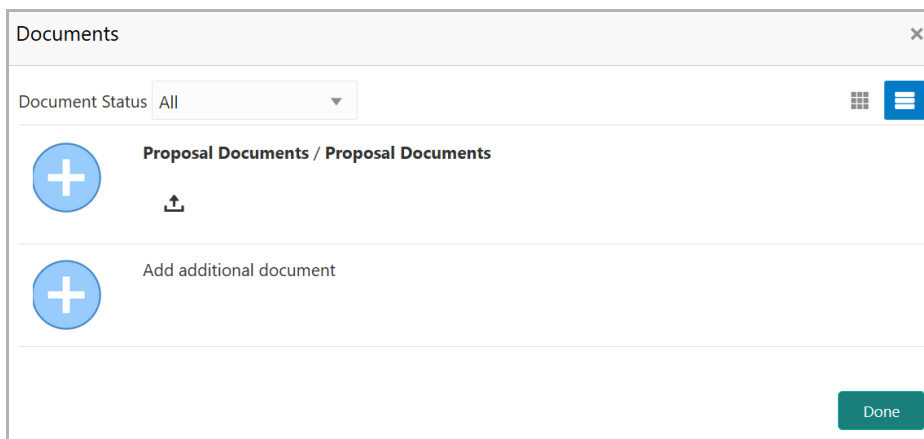 Documents
Document Status All
Proposal Documents / Proposal Documents
Add additional document
Done